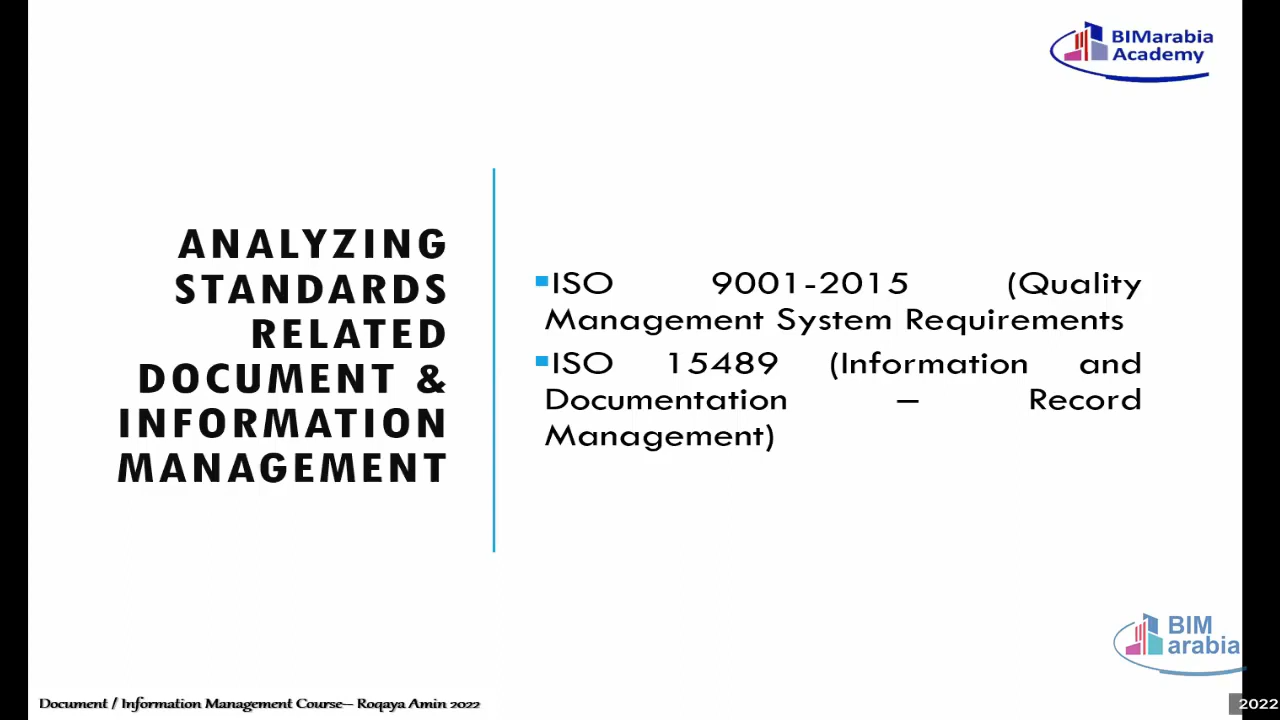 BIMarabia
Academy
ANALYZING
STANDARDS
RELATED
DOCUMENT &
INFORMATION
MANAGEMENT
▪ISO 9001-2015 (Quality
Management System Requirements
▪ISO 15489 (Information and
Documentation – Record
Management)
BIM
arabia
Document / Information Management Course– Roqaya Amin 2022
2022